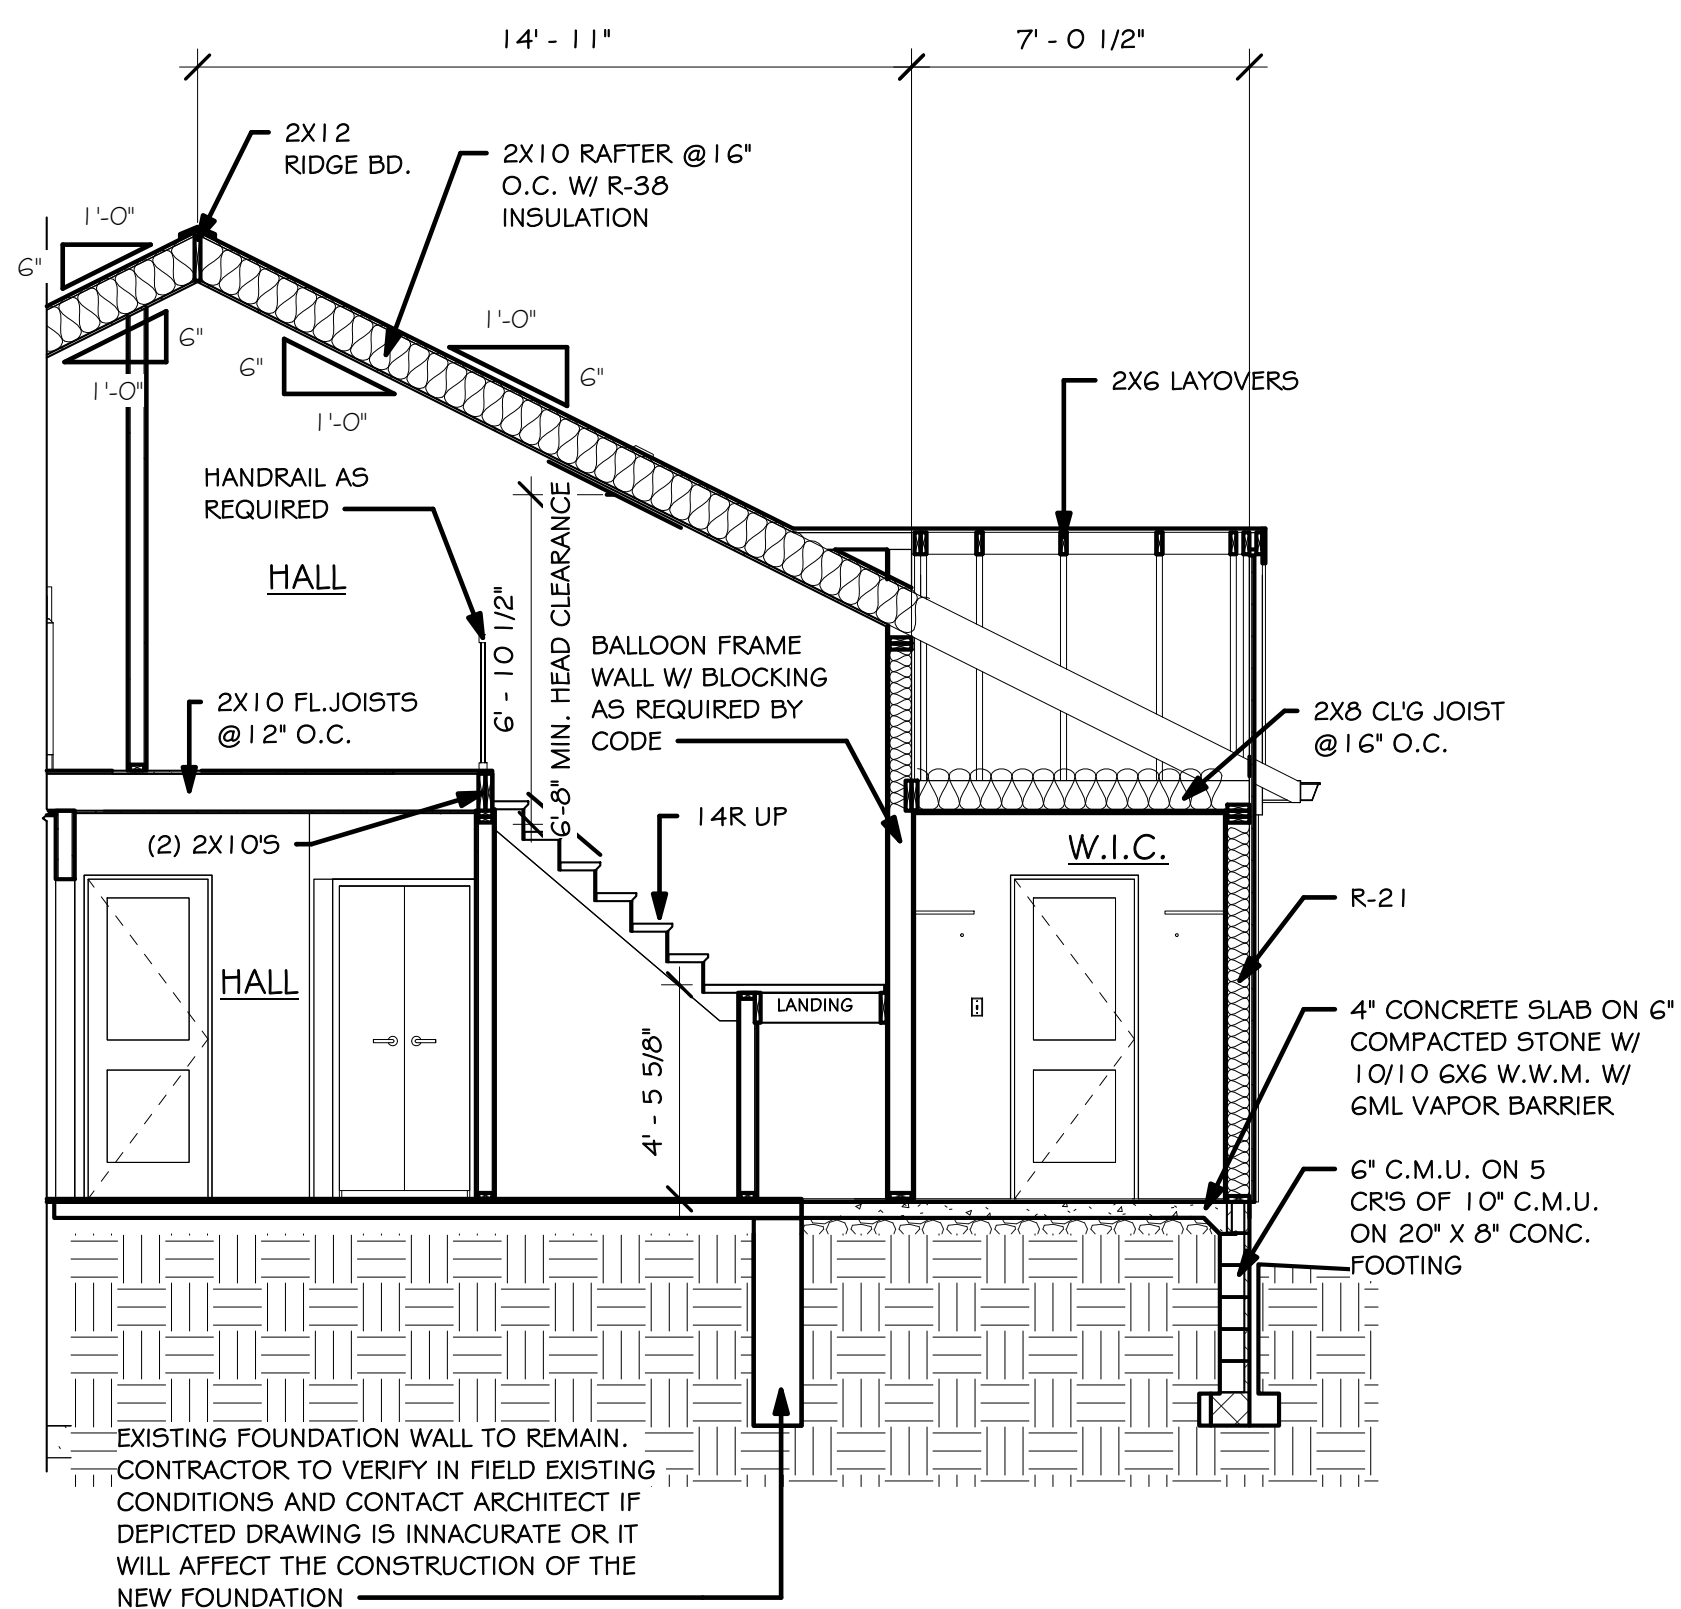 14' - 11"
7' - 0 1/2"
2X12
RIDGE BD.
2X10 RAFTER @16"
O.C. W/ R-38
INSULATION
1'-0"
6"
6"
1'-0"
1'-0"
6"
6"
1'-0"
2X6 LAYOVERS
HANDRAIL AS
REQUIRED
HALL
6' - 10 1/2"
6'-8" MIN. HEAD CLEARANCE
BALLOON FRAME
WALL W/ BLOCKING
AS REQUIRED BY
CODE
2X10 FL.JOISTS
@12" O.C.
2X8 CL'G JOIST
@16" O.C.
14R UP
(2) 2X10'S
W.I.C.
R-21
HALL
LANDING
4' - 5 5/8"
4" CONCRETE SLAB ON 6"
COMPACTED STONE W/
10/10 6X6 W.W.M. W/
6ML VAPOR BARRIER
6" C.M.U. ON 5
CR'S OF 10" C.M.U.
ON 20" X 8" CONC.
FOOTING
EXISTING FOUNDATION WALL TO REMAIN.
CONTRACTOR TO VERIFY IN FIELD EXISTING
CONDITIONS AND CONTACT ARCHITECT IF
DEPICTED DRAWING IS INNACURATE OR IT
WILL AFFECT THE CONSTRUCTION OF THE
NEW FOUNDATION